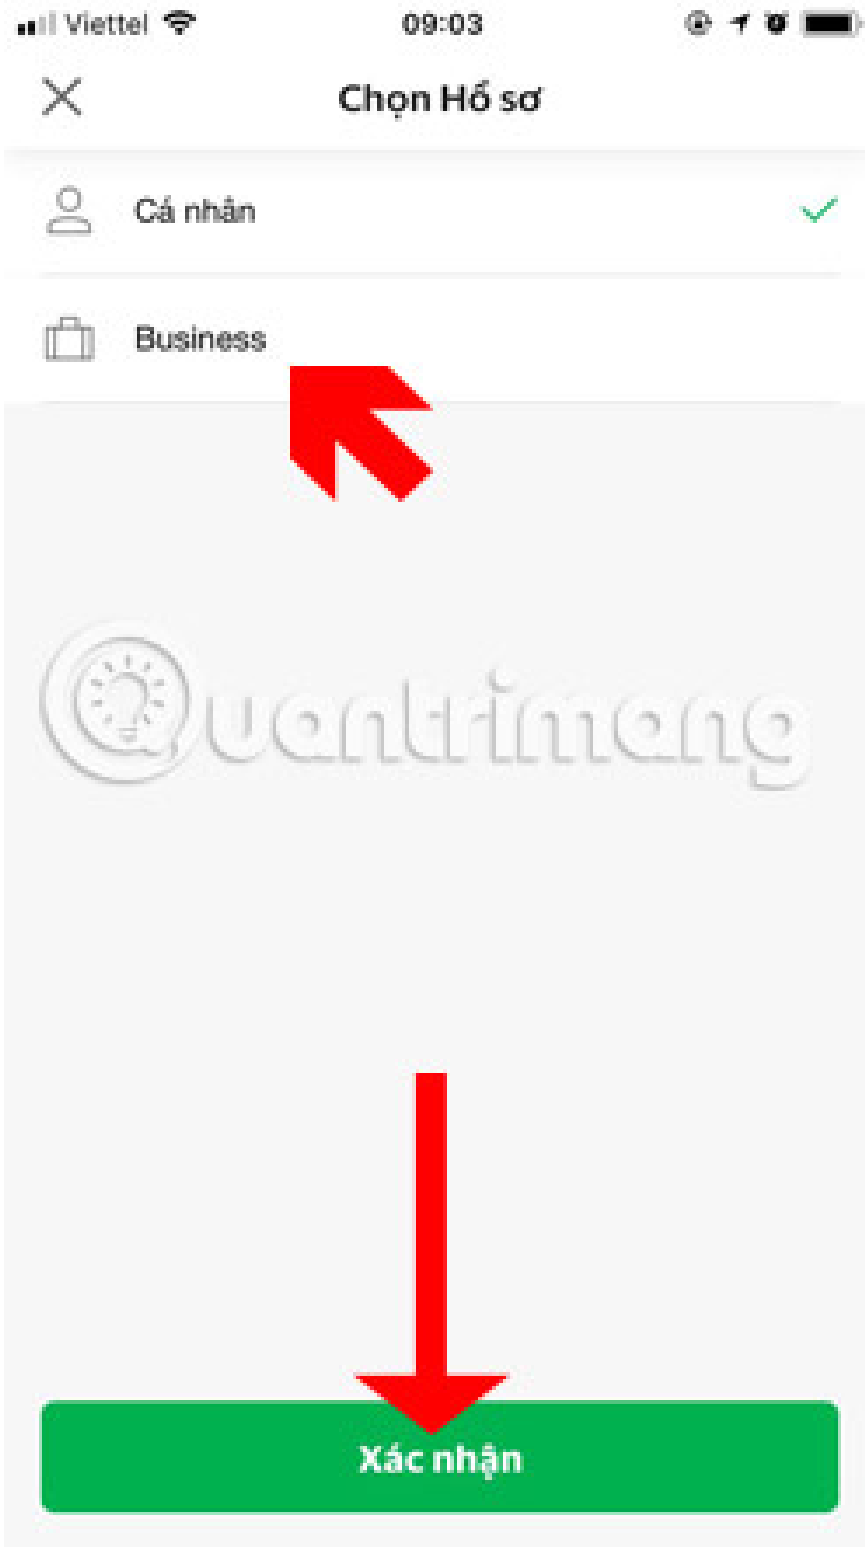 Viettel 09:03
Chọn Hồ sơ
Cá nhân
Business
Quantrimang
Xác nhận